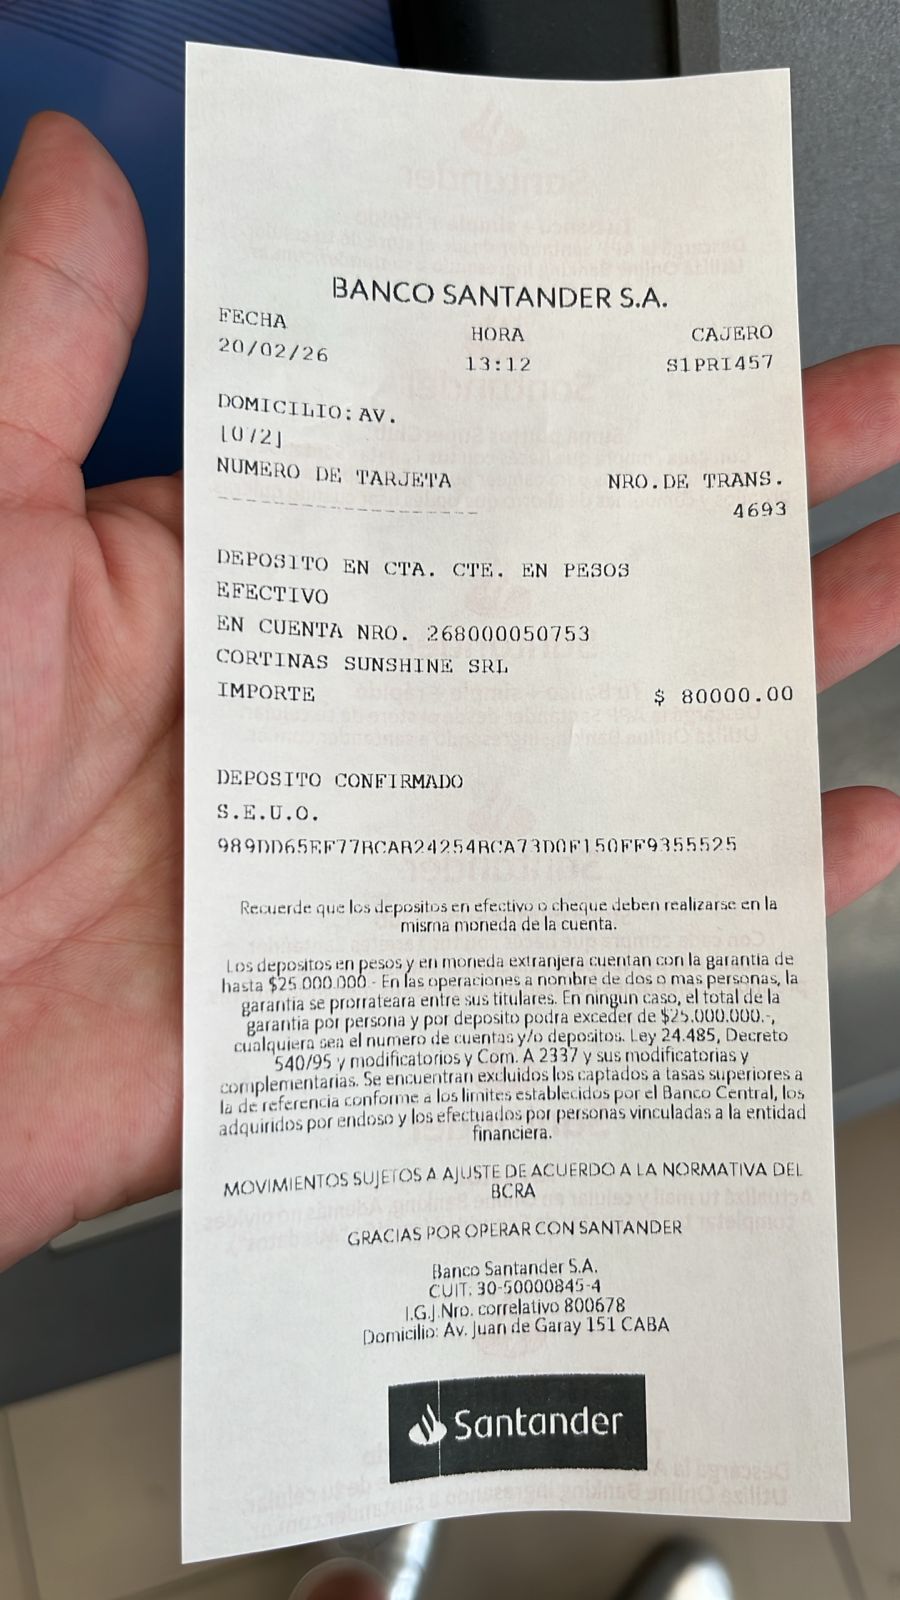 BANCO SANTANDER S.A.
FECHA HORA CAJERO
20/02/26 13:12 S1PRI457
DOMICILIO: AV.
[072]
NUMERO DE TARJETA NRO.DE TRANS.
---------------- 4693
DEPOSITO EN CTA. CTE. EN PESOS
EFECTIVO
EN CUENTA NRO. 268000050753
CORTINAS SUNSHINE SRL
IMPORTE $ 80000.00
DEPOSITO CONFIRMADO
S.E.U.O.
Recuerde que los depositos en efectivo o cheque deben realizarse en la
misma moneda de la cuenta.
Los depositos en pesos y en moneda extranjera cuentan con la garantia de
hasta $25.000.000 - En las operaciones a nombre de dos o mas personas, la
garantia se prorrateara entre sus titulares. En ningun caso, el total de la
garantia por persona y por deposito podra exceder de $25.000.000.-,
cualquiera sea el numero de cuentas y/o depositos. Ley 24.485, Decreto
540/95 y modificatorios y Com. A 2337 y sus modificatorias y
complementarias. Se encuentran excluidos los captados a tasas superiores a
la de referencia conforme a los limites establecidos por el Banco Central, los
adquiridos por endoso y los efectuados por personas vinculadas a la entidad
financiera.
MOVIMIENTOS SUJETOS A AJUSTE DE ACUERDO A LA NORMATIVA DEL
BCRA
GRACIAS POR OPERAR CON SANTANDER
Banco Santander S.A.
CUIT: 30-50000845-4
I.G.J.Nro. correlativo 800678
Domicilio: Av. Juan de Garay 151 CABA
Santander